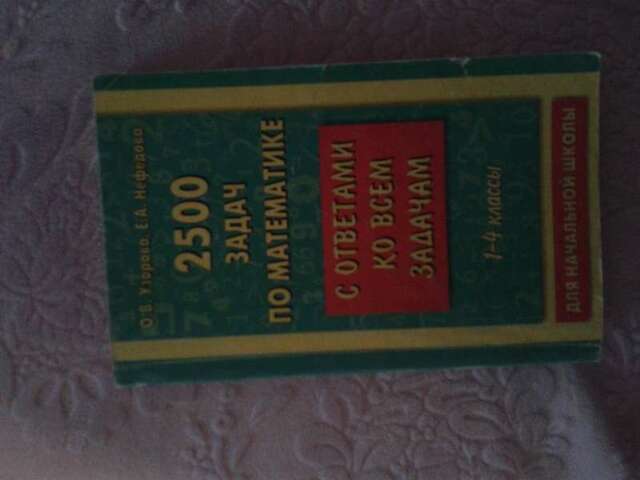 О.В. Узорова, Е.А. Нефёдова
2500
ЗАДАЧ
ПО МАТЕМАТИКЕ
С ОТВЕТАМИ
КО ВСЕМ
ЗАДАЧАМ
1-4 классы
ДЛЯ НАЧАЛЬНОЙ ШКОЛЫ